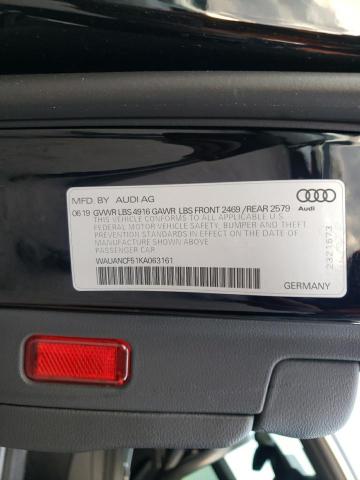 MFD. BY AUDI AG
06 19 GVWR LBS 4916 GAWR LBS FRONT 2469 /REAR 2579
THIS VEHICLE CONFORMS TO ALL APPLICABLE U.S.
FEDERAL MOTOR VEHICLE SAFETY, BUMPER AND THEFT
PREVENTION STANDARDS IN EFFECT ON THE DATE OF
MANUFACTURE SHOWN ABOVE
PASSENGER CAR
WAUANCF51KA063161
Audi
2321673
GERMANY